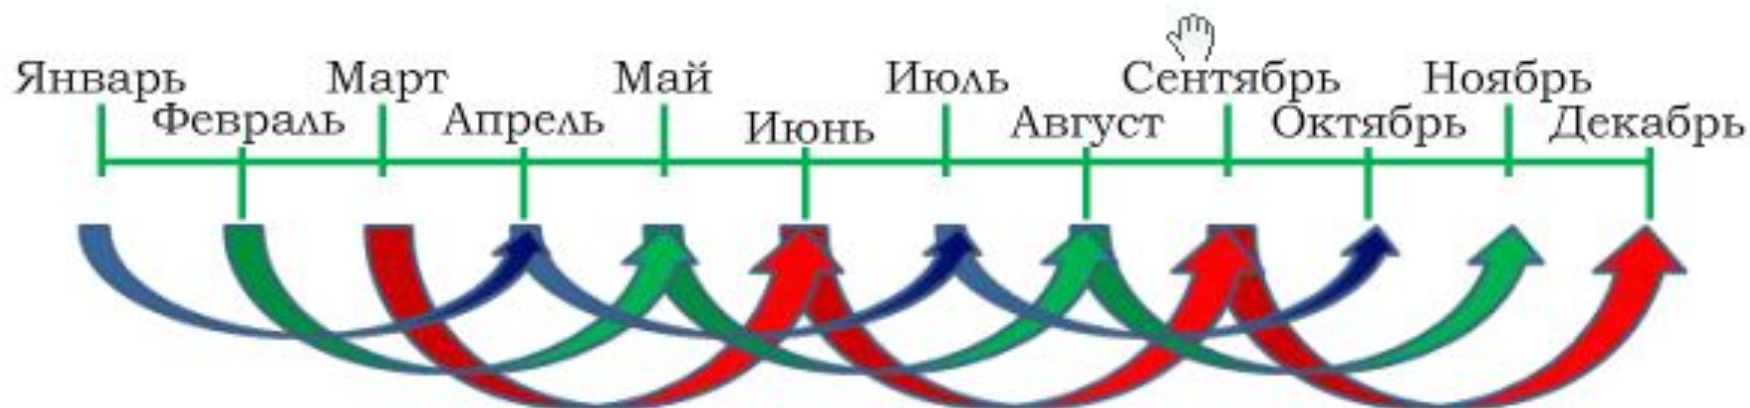 Январь Март Май Июль Сентябрь Ноябрь
Февраль Апрель Июнь Август Октябрь Декабрь